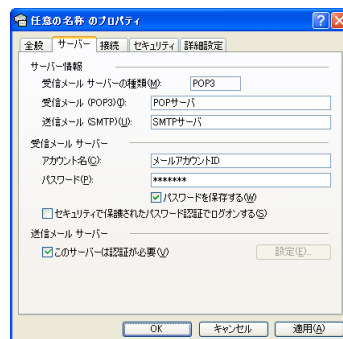 任意の名称 のプロパティ
全般 サーバー 接続 セキュリティ 詳細設定
サーバー情報
受信メール サーバーの種類(M): POP3
受信メール (POP3)(I): POPサーバ
送信メール (SMTP)(U): SMTPサーバ
受信メール サーバー
アカウント名(C): メールアカウントID
パスワード(P): *******
パスワードを保存する(W)
セキュリティで保護されたパスワード認証でログオンする(S)
送信メール サーバー
このサーバーは認証が必要(V) 設定(E)...
OK キャンセル 適用(A)